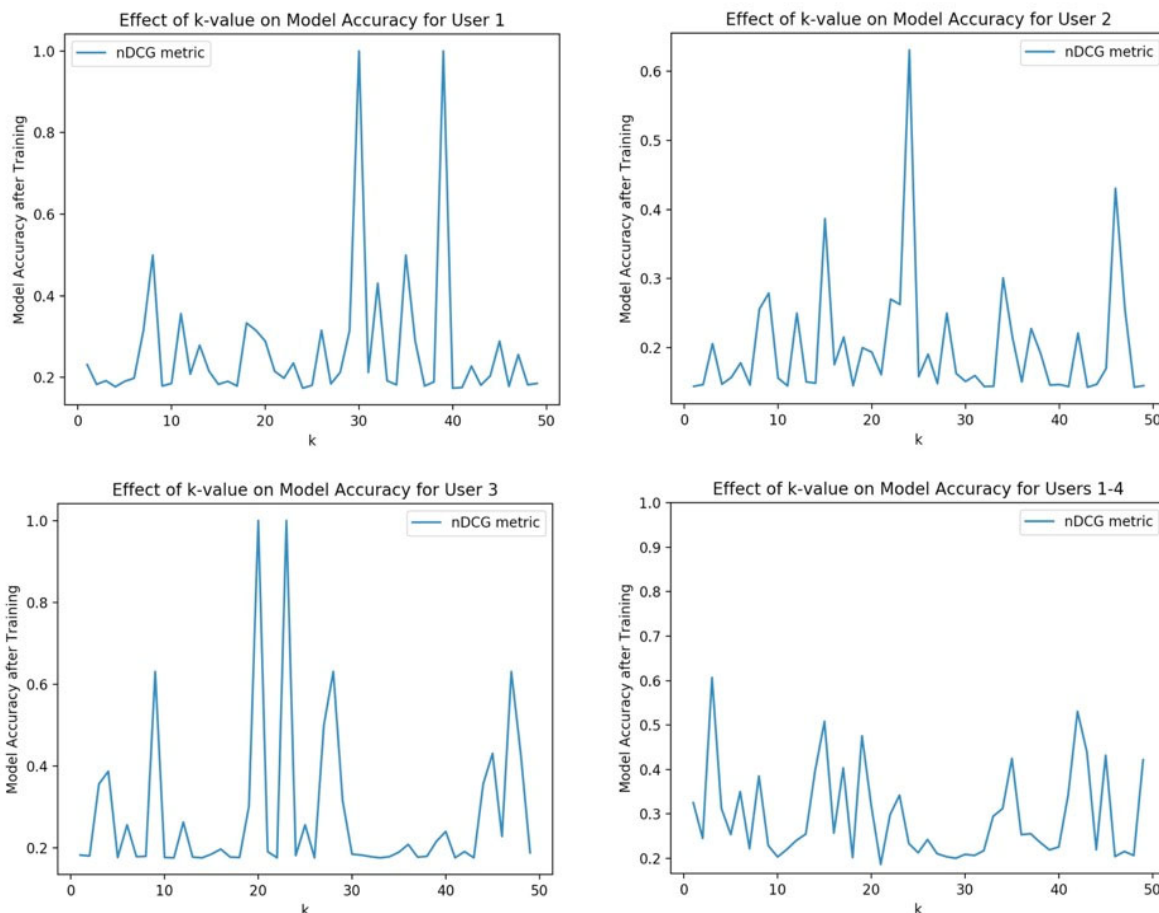 Effect of k-value on Model Accuracy for User 1
nDCG metric
Model Accuracy after Training
1.0
0.8
0.6
0.4
0.2
0 10 20 30 40 50
k
Effect of k-value on Model Accuracy for User 2
nDCG metric
Model Accuracy after Training
0.6
0.5
0.4
0.3
0.2
0 10 20 30 40 50
k
Effect of k-value on Model Accuracy for User 3
nDCG metric
Model Accuracy after Training
1.0
0.8
0.6
0.4
0.2
0 10 20 30 40 50
k
Effect of k-value on Model Accuracy for Users 1-4
nDCG metric
Model Accuracy after Training
1.0
0.9
0.8
0.7
0.6
0.5
0.4
0.3
0.2
0 10 20 30 40 50
k